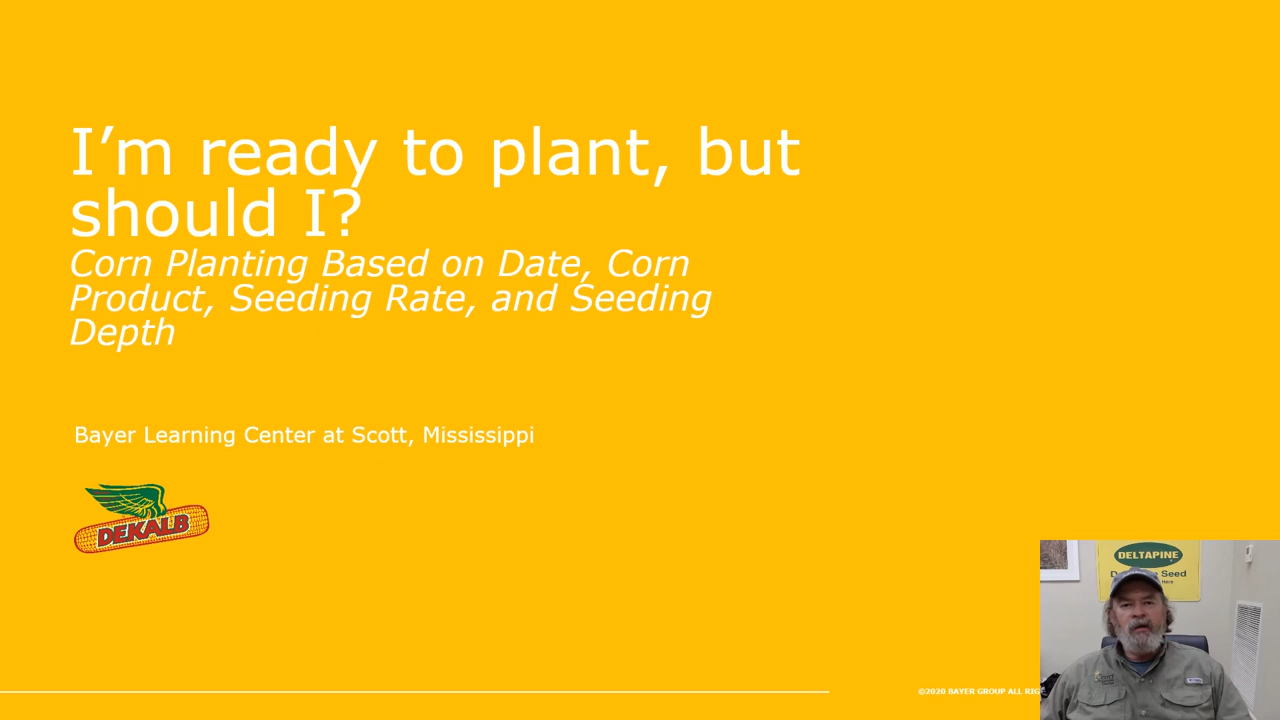 I’m ready to plant, but
should I?
Corn Planting Based on Date, Corn
Product, Seeding Rate, and Seeding
Depth
Bayer Learning Center at Scott, Mississippi
DEKALB
DELTAPINE
Seed
Here
©2020 BAYER GROUP ALL